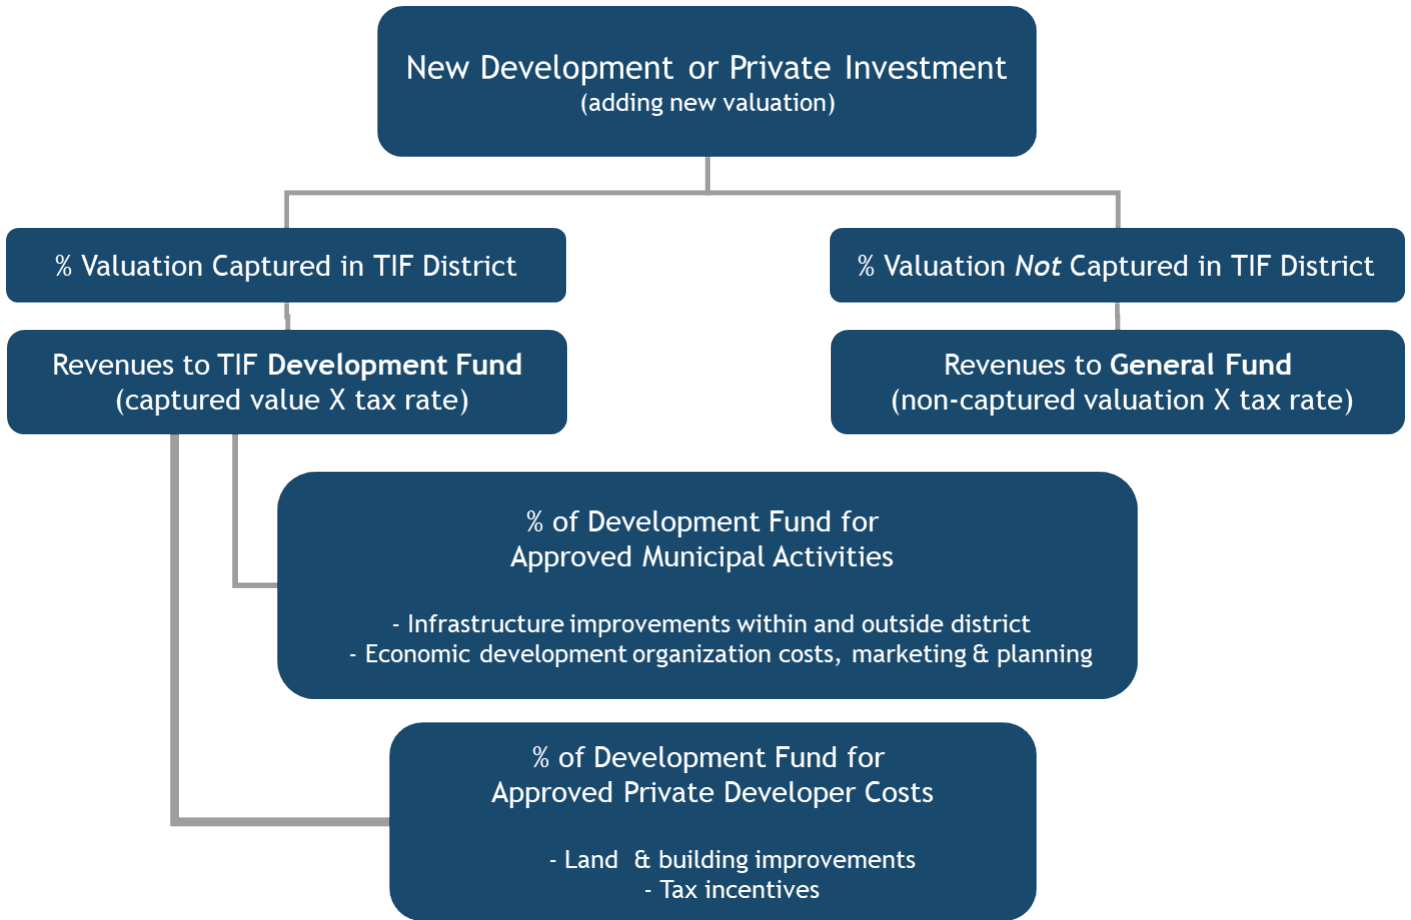 New Development or Private Investment
(adding new valuation)
% Valuation Captured in TIF District
% Valuation Not Captured in TIF District
Revenues to TIF Development Fund
(captured value X tax rate)
Revenues to General Fund
(non-captured valuation X tax rate)
% of Development Fund for
Approved Municipal Activities
- Infrastructure improvements within and outside district
- Economic development organization costs, marketing & planning
% of Development Fund for
Approved Private Developer Costs
- Land & building improvements
- Tax incentives